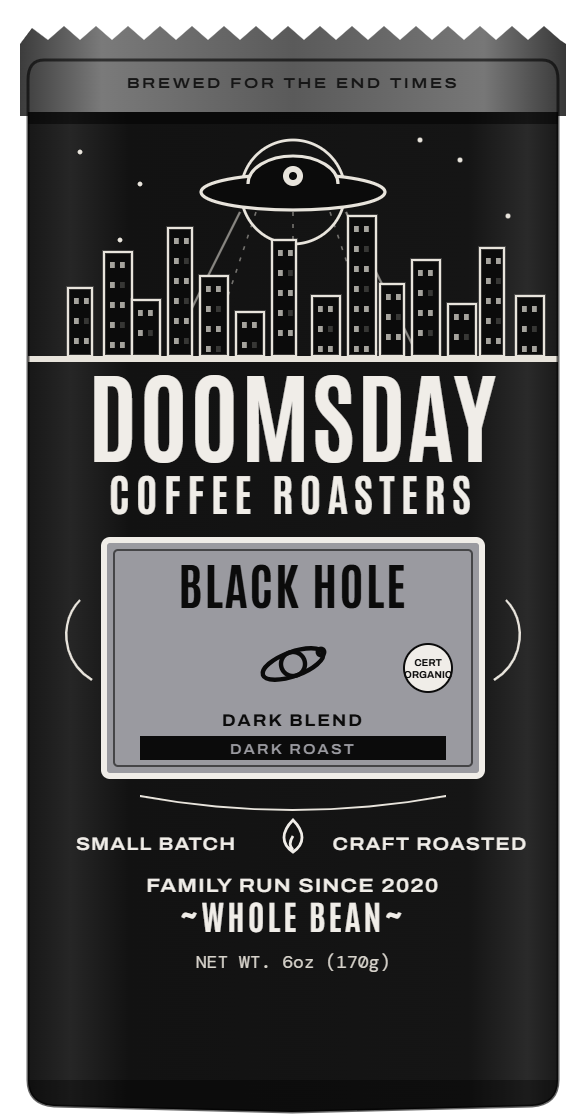 BREWED FOR THE END TIMES
DOOMSDAY
COFFEE ROASTERS
BLACK HOLE
CERT
ORGANIC
DARK BLEND
DARK ROAST
SMALL BATCH CRAFT ROASTED
FAMILY RUN SINCE 2020
~WHOLE BEAN~
NET WT. 6oz (170g)